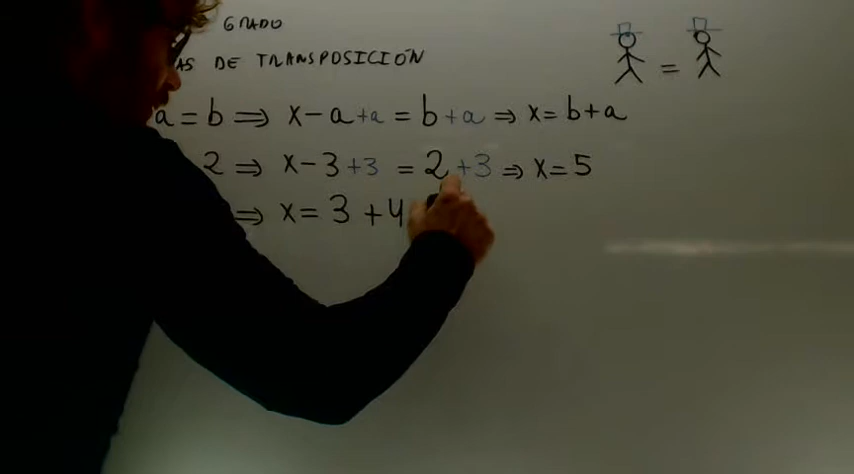 GRADO
AS DE TRANSPOSICIÓN
a = b ⇒ x - a + a = b + a ⇒ x = b + a
2 ⇒ x - 3 + 3 = 2 + 3 ⇒ x = 5
⇒ x = 3 + 4
=